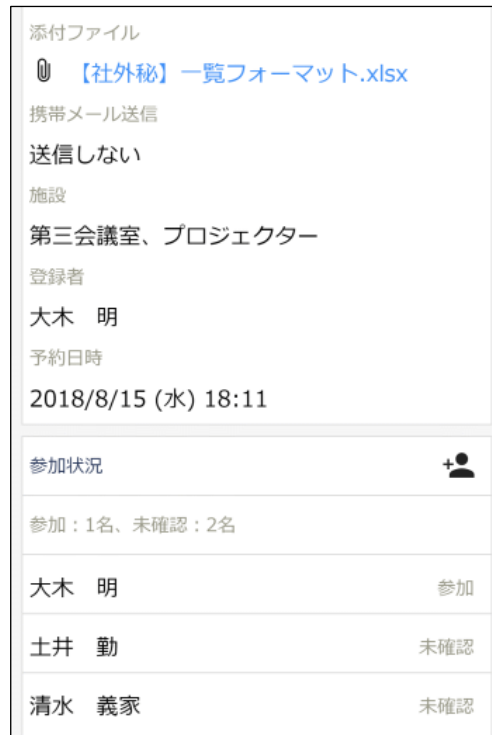 添付ファイル
【社外秘】一覧フォーマット.xlsx
携帯メール送信
送信しない
施設
第三会議室、プロジェクター
登録者
大木　明
予約日時
2018/8/15 (水) 18:11
参加状況
参加：1名、未確認：2名
大木　明　参加
土井　勤　未確認
清水　義家　未確認